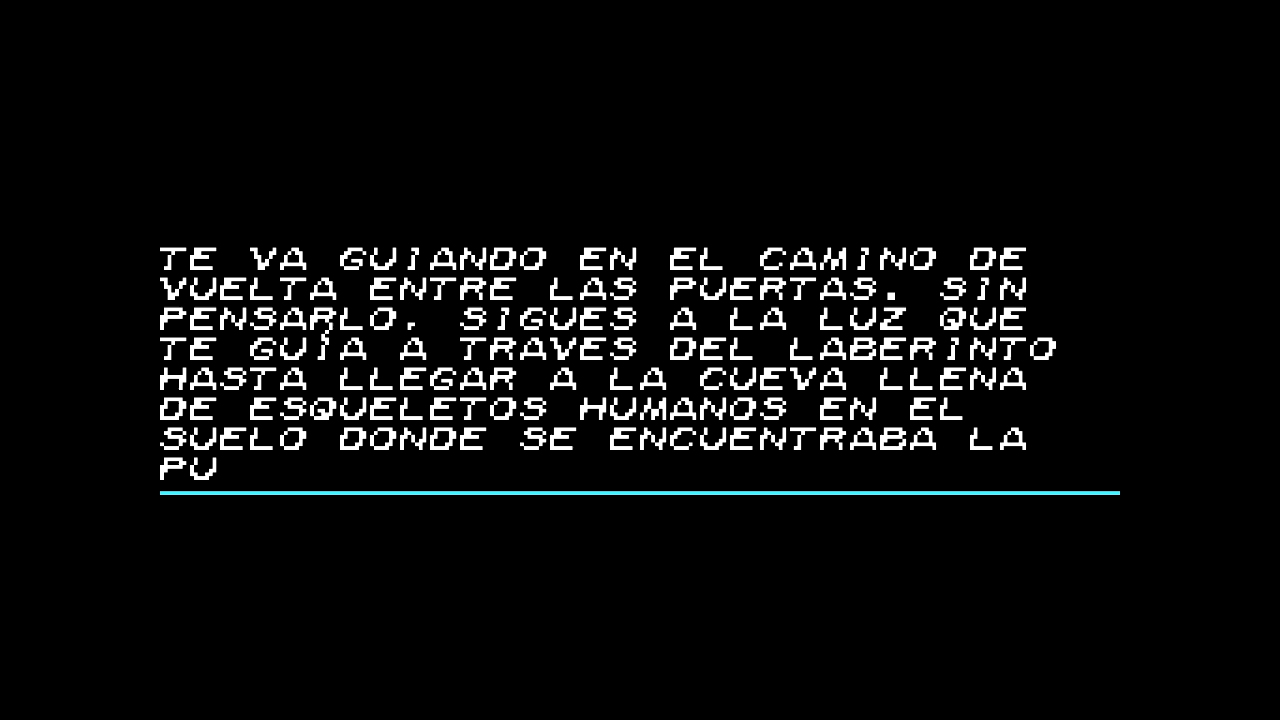 TE VA GUIANDO EN EL CAMINO DE
VUELTA ENTRE LAS PUERTAS. SIN
PENSARLO, SIGUES A LA LUZ QUE
TE GUÍA A TRAVES DEL LABERINTO
HASTA LLEGAR A LA CUEVA LLENA
DE ESQUELETOS HUMANOS EN EL
SUELO DONDE SE ENCUENTRABA LA
PU